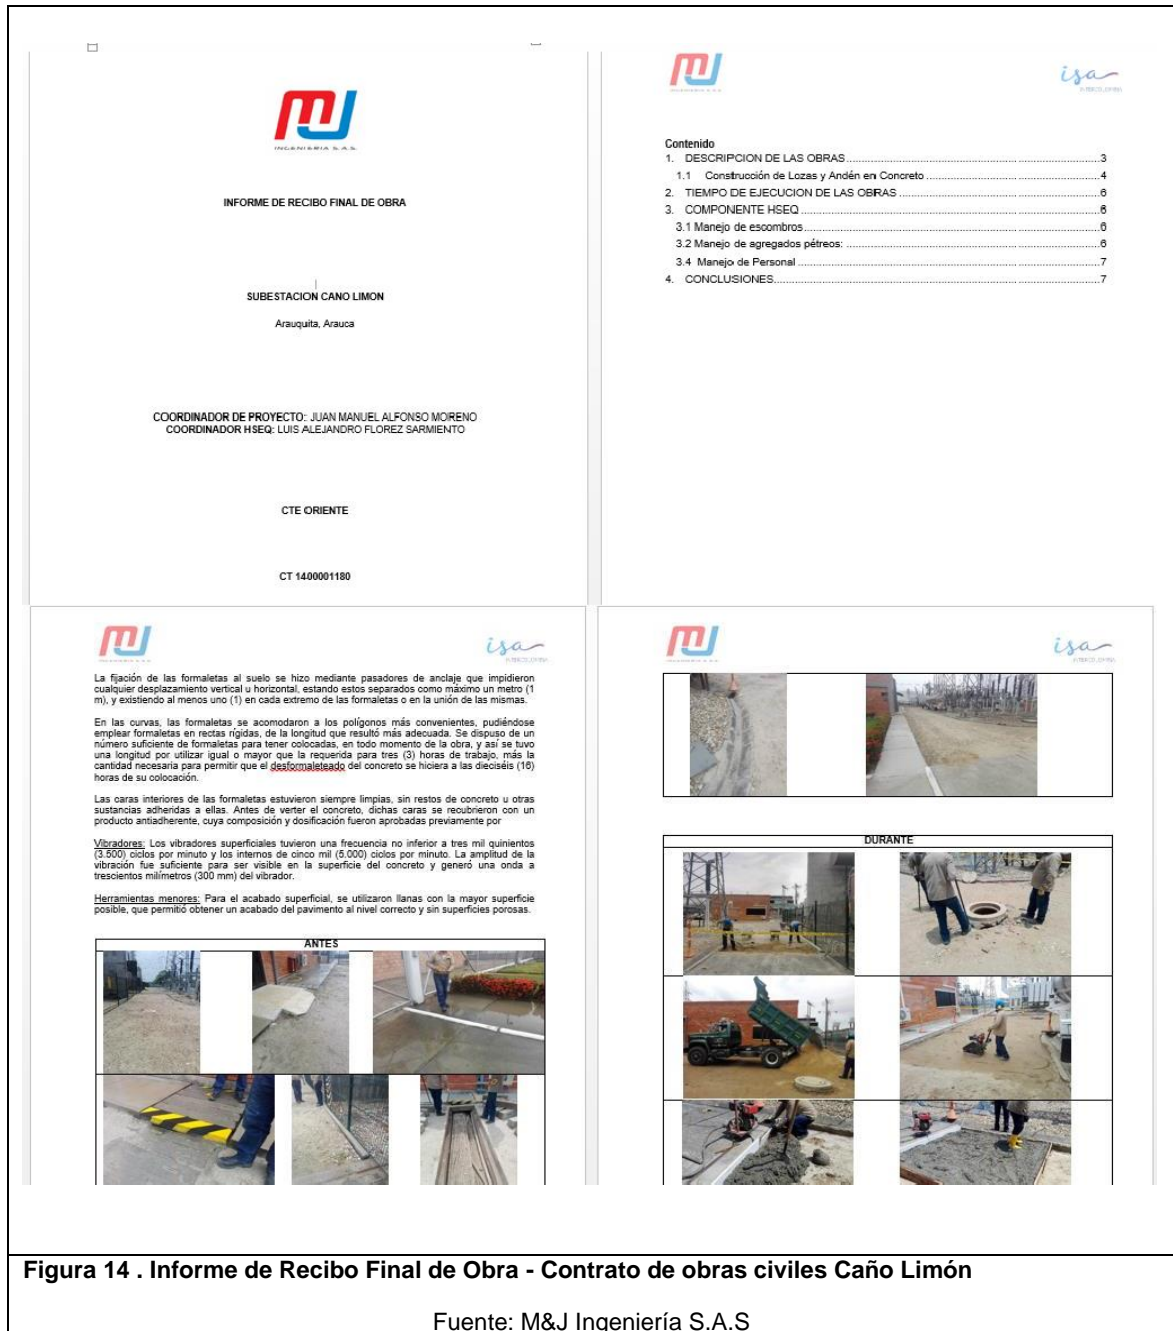 MJ
INGENIERIA S.A.S.
INFORME DE RECIBO FINAL DE OBRA
SUBESTACION CANO LIMON
Arauquita, Arauca
COORDINADOR DE PROYECTO: JUAN MANUEL ALFONSO MORENO
COORDINADOR HSEQ: LUIS ALEJANDRO FLOREZ SARMIENTO
CTE ORIENTE
CT 1400001180
MJ
INGENIERIA S.A.S
isa
INTERCOLOMBIA
Contenido
1. DESCRIPCION DE LAS OBRAS ... 3
1.1 Construcción de Lozas y Andén en Concreto ... 4
2. TIEMPO DE EJECUCION DE LAS OBRAS ... 6
3. COMPONENTE HSEQ ... 6
3.1 Manejo de escombros ... 6
3.2 Manejo de agregados pétreos: ... 6
3.4 Manejo de Personal ... 7
4. CONCLUSIONES ... 7
MJ
INGENIERIA S.A.S
isa
INTERCOLOMBIA
La fijación de las formaletas al suelo se hizo mediante pasadores de anclaje que impidieron
cualquier desplazamiento vertical u horizontal, estando estos separados como máximo un metro (1
m), y existiendo al menos uno (1) en cada extremo de las formaletas o en la unión de las mismas.
En las curvas, las formaletas se acomodaron a los polígonos más convenientes, pudiéndose
emplear formaletas en rectas rígidas, de la longitud que resultó más adecuada. Se dispuso de un
número suficiente de formaletas para tener colocadas, en todo momento de la obra, y así se tuvo
una longitud por utilizar igual o mayor que la requerida para tres (3) horas de trabajo, más la
cantidad necesaria para permitir que el desformaleteado del concreto se hiciera a las dieciséis (16)
horas de su colocación.
Las caras interiores de las formaletas estuvieron siempre limpias, sin restos de concreto u otras
sustancias adheridas a ellas. Antes de verter el concreto, dichas caras se recubrieron con un
producto antiadherente, cuya composición y dosificación fueron aprobadas previamente por
Vibradores: Los vibradores superficiales tuvieron una frecuencia no inferior a tres mil quinientos
(3.500) ciclos por minuto y los internos de cinco mil (5.000) ciclos por minuto. La amplitud de la
vibración fue suficiente para ser visible en la superficie del concreto y generó una onda a
trescientos milímetros (300 mm) del vibrador.
Herramientas menores: Para el acabado superficial, se utilizaron llanas con la mayor superficie
posible, que permitió obtener un acabado del pavimento al nivel correcto y sin superficies porosas.
ANTES
MJ
INGENIERIA S.A.S
isa
INTERCOLOMBIA
DURANTE
Figura 14 . Informe de Recibo Final de Obra - Contrato de obras civiles Caño Limón
Fuente: M&J Ingeniería S.A.S